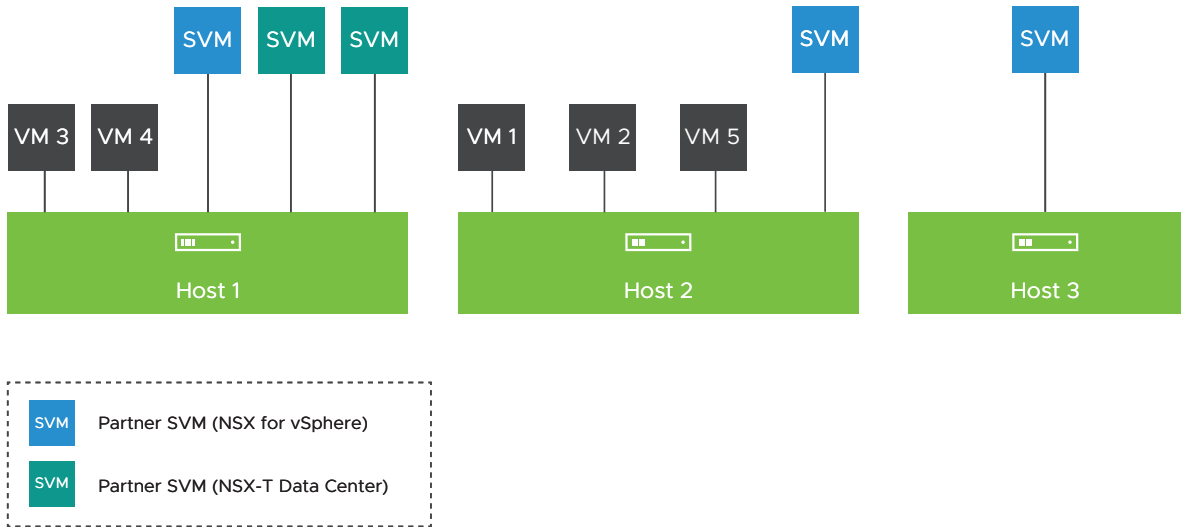 SVM SVM SVM SVM SVM
VM 3 VM 4 VM 1 VM 2 VM 5
Host 1 Host 2 Host 3
SVM Partner SVM (NSX for vSphere)
SVM Partner SVM (NSX-T Data Center)